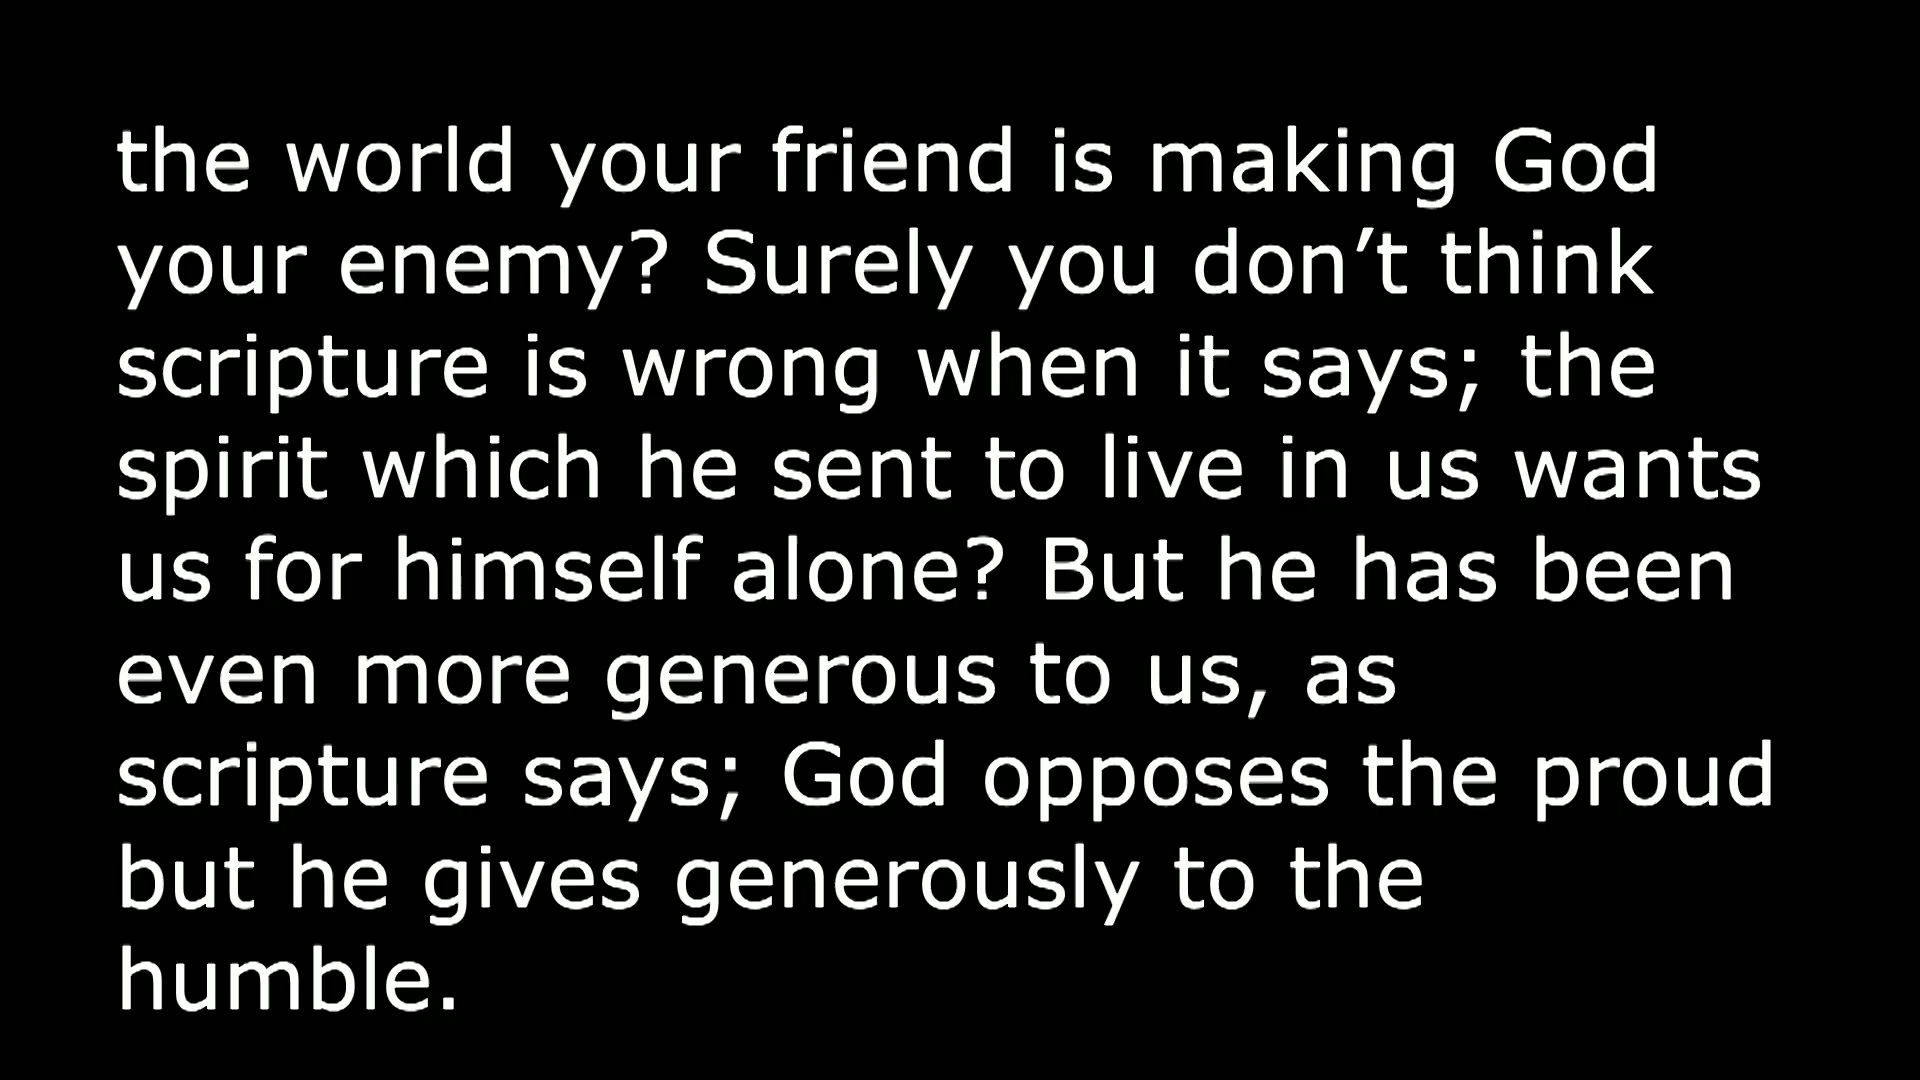 the world your friend is making God
your enemy? Surely you don’t think
scripture is wrong when it says; the
spirit which he sent to live in us wants
us for himself alone? But he has been
even more generous to us, as
scripture says; God opposes the proud
but he gives generously to the
humble.